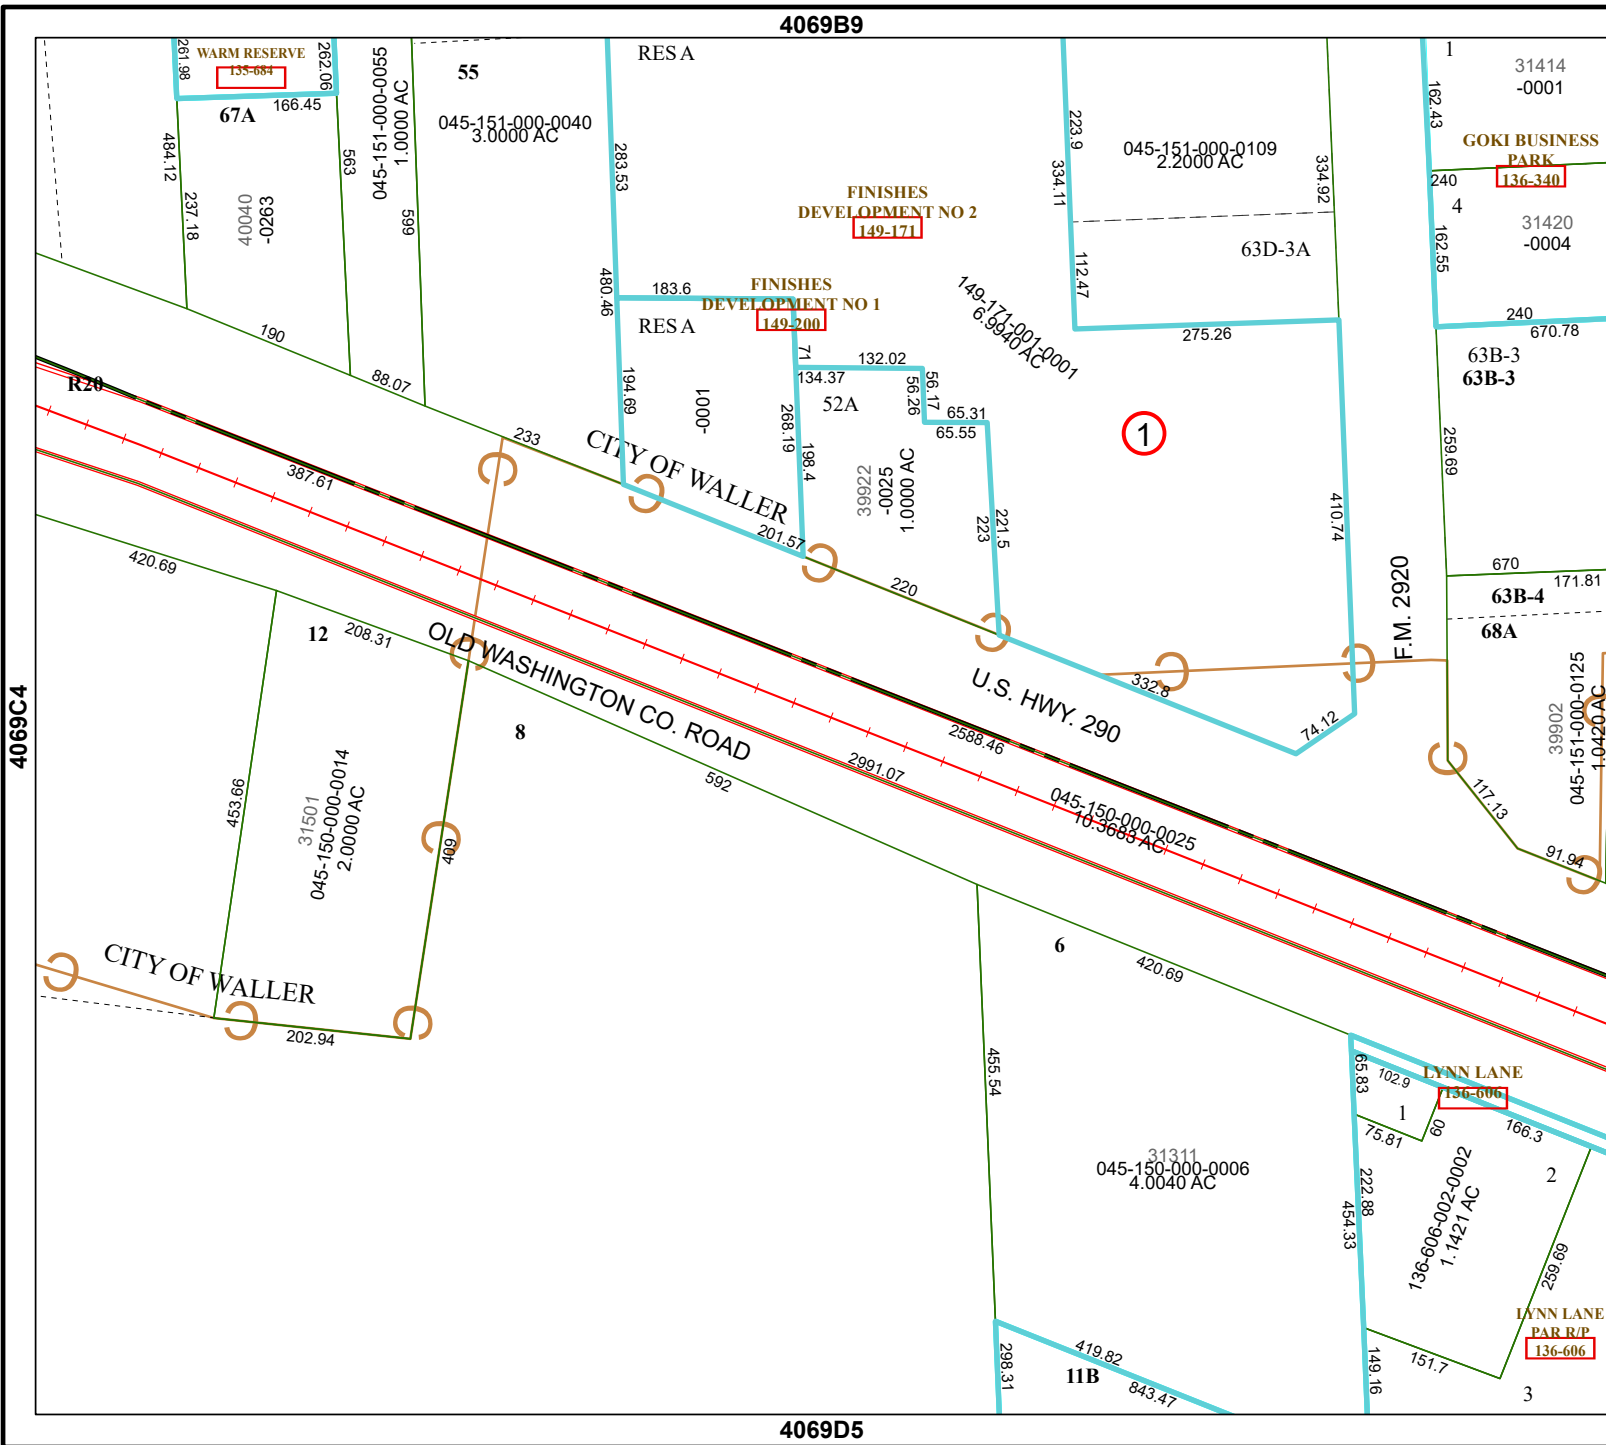 4069B9
261.98
WARM RESERVE
135-684
262.06
166.45
67A
045-151-000-0055
1.0000 AC
55
045-151-000-0040
3.0000 AC
RES A
283.53
223.9
334.11
045-151-000-0109
2.2000 AC
334.92
162.43
1
31414
-0001
GOKI BUSINESS
PARK
136-340
240
4
31420
-0004
162.55
484.12
237.18
40040
-0263
563
599
FINISHES
DEVELOPMENT NO 2
149-171
63D-3A
112.47
480.46
183.6
FINISHES
DEVELOPMENT NO 1
149-200
RES A
149-171-001-0001
6.9940 AC
275.26
240
670.78
63B-3
63B-3
190
88.07
R20
194.69
-0001
71
132.02
134.37
56.17
56.26
52A
65.31
65.55
268.19
198.4
39922
-0025
1.0000 AC
1
259.69
233
CITY OF WALLER
387.61
201.57
221.5
223
410.74
F.M. 2920
670
171.81
63B-4
68A
420.69
220
12
208.31
OLD WASHINGTON CO. ROAD
332.8
U.S. HWY. 290
74.12
39902
045-151-000-0125
1.0420 AC
4069C4
8
2588.46
2991.07
592
117.13
91.94
453.66
31501
045-150-000-0014
2.0000 AC
409
045-150-000-0025
10.3683 AC
CITY OF WALLER
202.94
6
420.69
455.54
65.83
102.9
LYNN LANE
136-606
1
75.81
60
166.3
31311
045-150-000-0006
4.0040 AC
222.88
454.33
136-606-002-0002
1.1421 AC
2
259.69
LYNN LANE
PAR R/P
136-606
298.31
419.82
11B
843.47
149.16
151.7
3
4069D5